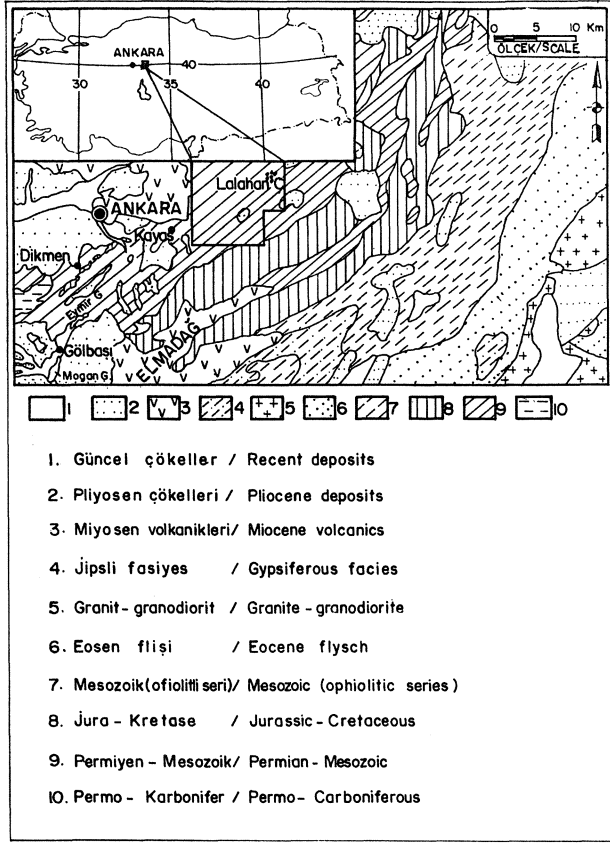 0 5 10 Km
ÖLÇEK/SCALE
ANKARA
40
30 35 40
Lalahan
ANKARA
Kayaş
Dikmen
Eymir G.
Gölbaşı
ELMADAĞ
Mogan G.
1 2 3 4 5 6 7 8 9 10
1. Güncel çökeller / Recent deposits
2. Pliyosen çökelleri / Pliocene deposits
3. Miyosen volkanikleri / Miocene volcanics
4. Jipsli fasiyes / Gypsiferous facies
5. Granit - granodiorit / Granite - granodiorite
6. Eosen flişi / Eocene flysch
7. Mesozoik (ofiolitli seri) / Mesozoic (ophiolitic series)
8. Jura - Kretase / Jurassic - Cretaceous
9. Permiyen - Mesozoik / Permian - Mesozoic
10. Permo - Karbonifer / Permo - Carboniferous